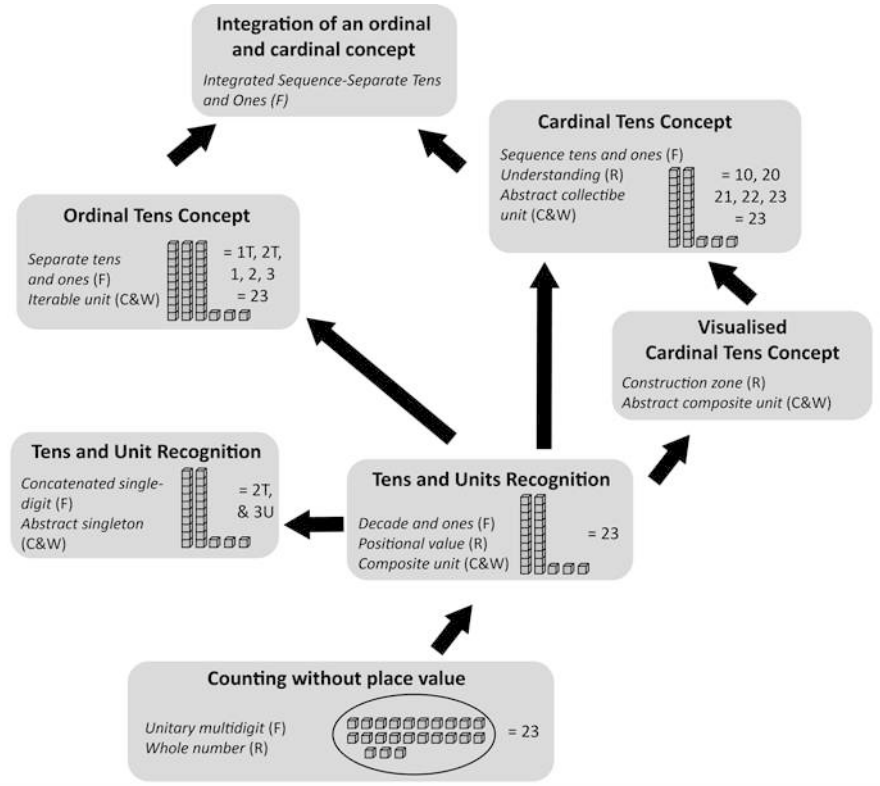 Integration of an ordinal
and cardinal concept
Integrated Sequence-Separate Tens
and Ones (F)
Cardinal Tens Concept
Sequence tens and ones (F)
Understanding (R)
Abstract collectibe
unit (C&W)
= 10, 20
21, 22, 23
= 23
Ordinal Tens Concept
Separate tens
and ones (F)
Iterable unit (C&W)
= 1T, 2T,
1, 2, 3
= 23
Visualised
Cardinal Tens Concept
Construction zone (R)
Abstract composite unit (C&W)
Tens and Unit Recognition
Concatenated single-
digit (F)
Abstract singleton
(C&W)
= 2T,
& 3U
Tens and Units Recognition
Decade and ones (F)
Positional value (R)
Composite unit (C&W)
= 23
Counting without place value
Unitary multidigit (F)
Whole number (R)
= 23